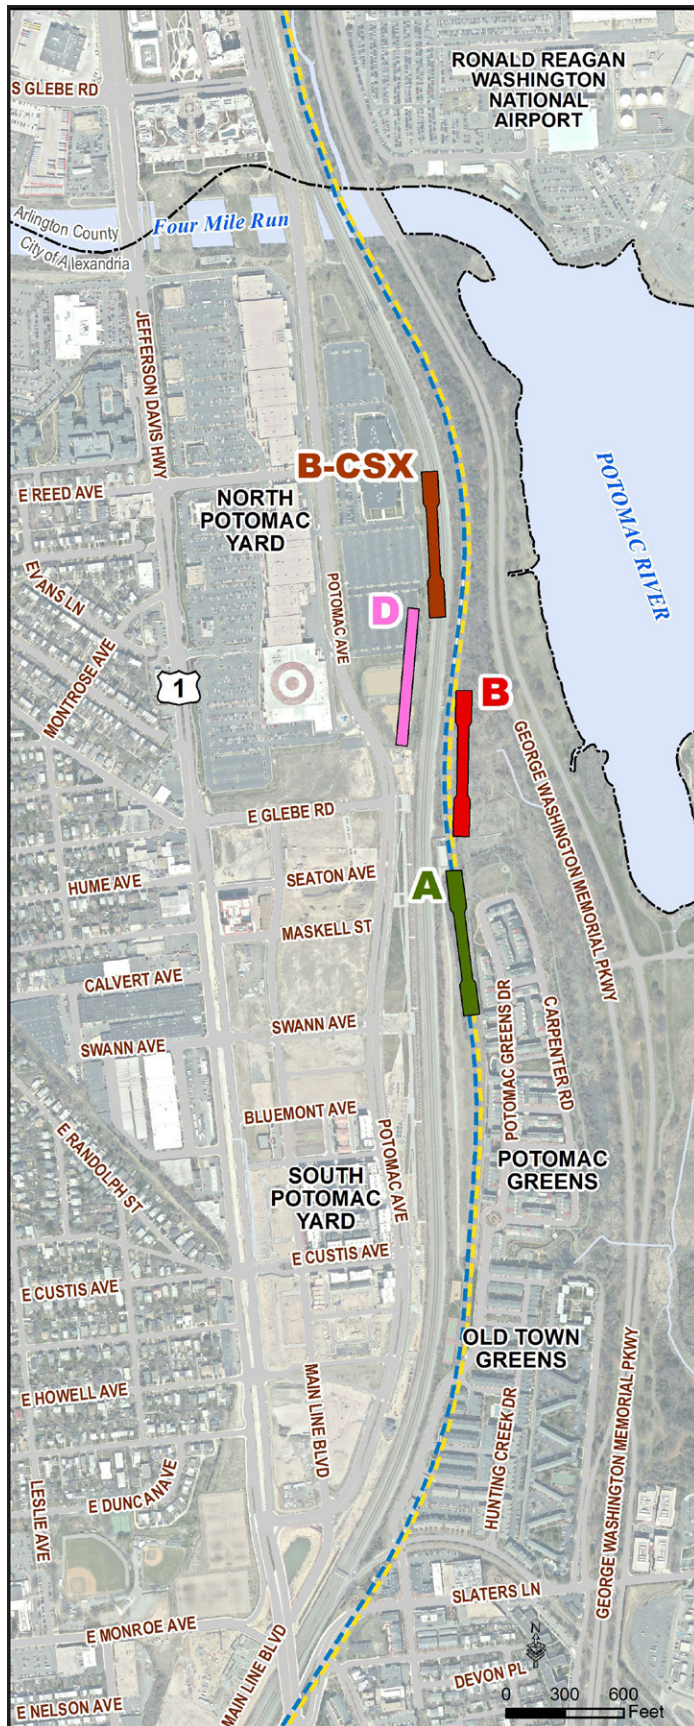 RONALD REAGAN
WASHINGTON
NATIONAL
AIRPORT
S GLEBE RD
Arlington County
City of Alexandria
Four Mile Run
JEFFERSON DAVIS HWY
POTOMAC RIVER
B-CSX
E REED AVE
NORTH
POTOMAC
YARD
EVANS LN
POTOMAC AVE
D
MONTROSE AVE
1
B
GEORGE WASHINGTON MEMORIAL PKWY
E GLEBE RD
HUME AVE
SEATON AVE
A
MASKELL ST
CALVERT AVE
SWANN AVE
SWANN AVE
POTOMAC GREENS DR
CARPENTER RD
BLUEMONT AVE
E RANDOLPH ST
POTOMAC AVE
POTOMAC
GREENS
SOUTH
POTOMAC
YARD
E CUSTIS AVE
E CUSTIS AVE
OLD TOWN
GREENS
GEORGE WASHINGTON MEMORIAL PKWY
E HOWELL AVE
MAIN LINE BLVD
HUNTING CREEK DR
LESLIE AVE
E DUNCAN AVE
SLATERS LN
E MONROE AVE
MAIN LINE BLVD
N
DEVON PL
E NELSON AVE
0 300 600
Feet